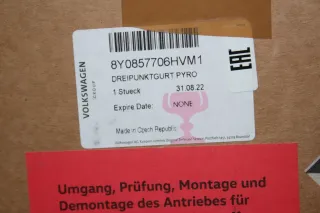 VOLKSWAGEN
GROUP
8Y0857706HVM1
DREIPUNKTGURT PYRO
1 Stueck 31.08.22
Expire Date: NONE
EAC
Made in Czech Republic
Umgang, Prüfung, Montage und
Demontage des Antriebes für